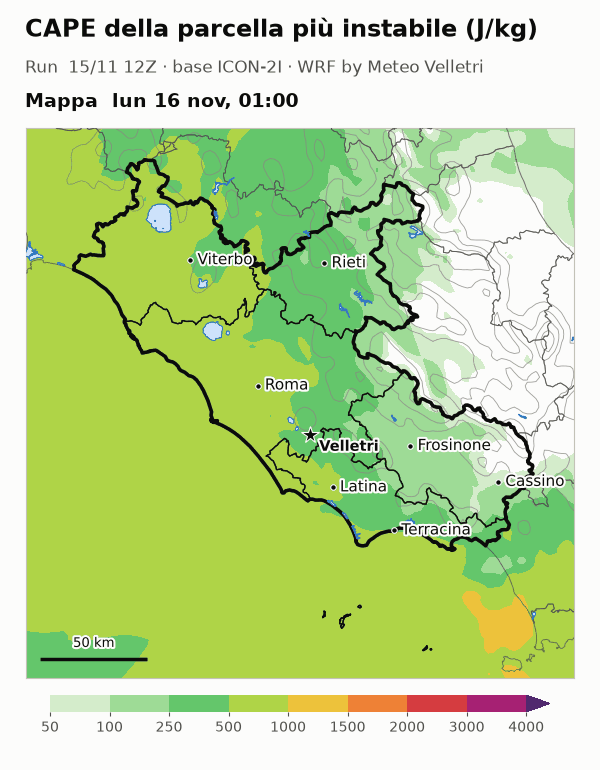 CAPE della parcella più instabile (J/kg)
Run 15/11 12Z · base ICON-2I · WRF by Meteo Velletri
Mappa lun 16 nov, 01:00
Viterbo
Rieti
Roma
Velletri
Frosinone
Latina
Cassino
Terracina
50 km
50 100 250 500 1000 1500 2000 3000 4000